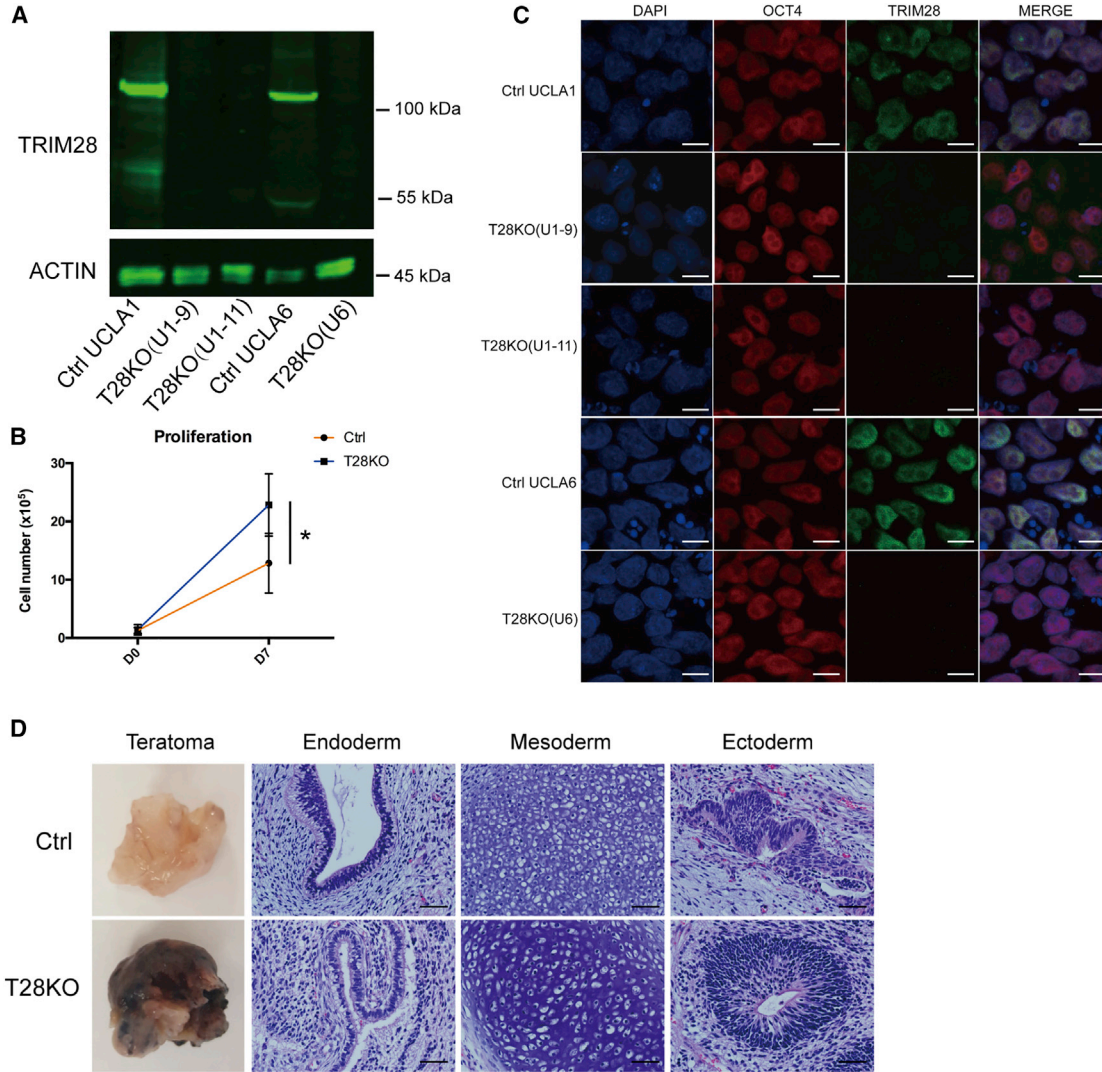 A
TRIM28
100 kDa
55 kDa
ACTIN
45 kDa
Ctrl UCLA1
T28KO(U1-9)
T28KO(U1-11)
Ctrl UCLA6
T28KO(U6)
B
Proliferation
Ctrl
T28KO
Cell number (x10⁵)
30
20
10
0
D0
D7
*
C
DAPI OCT4 TRIM28 MERGE
Ctrl UCLA1
T28KO(U1-9)
T28KO(U1-11)
Ctrl UCLA6
T28KO(U6)
D
Teratoma Endoderm Mesoderm Ectoderm
Ctrl
T28KO